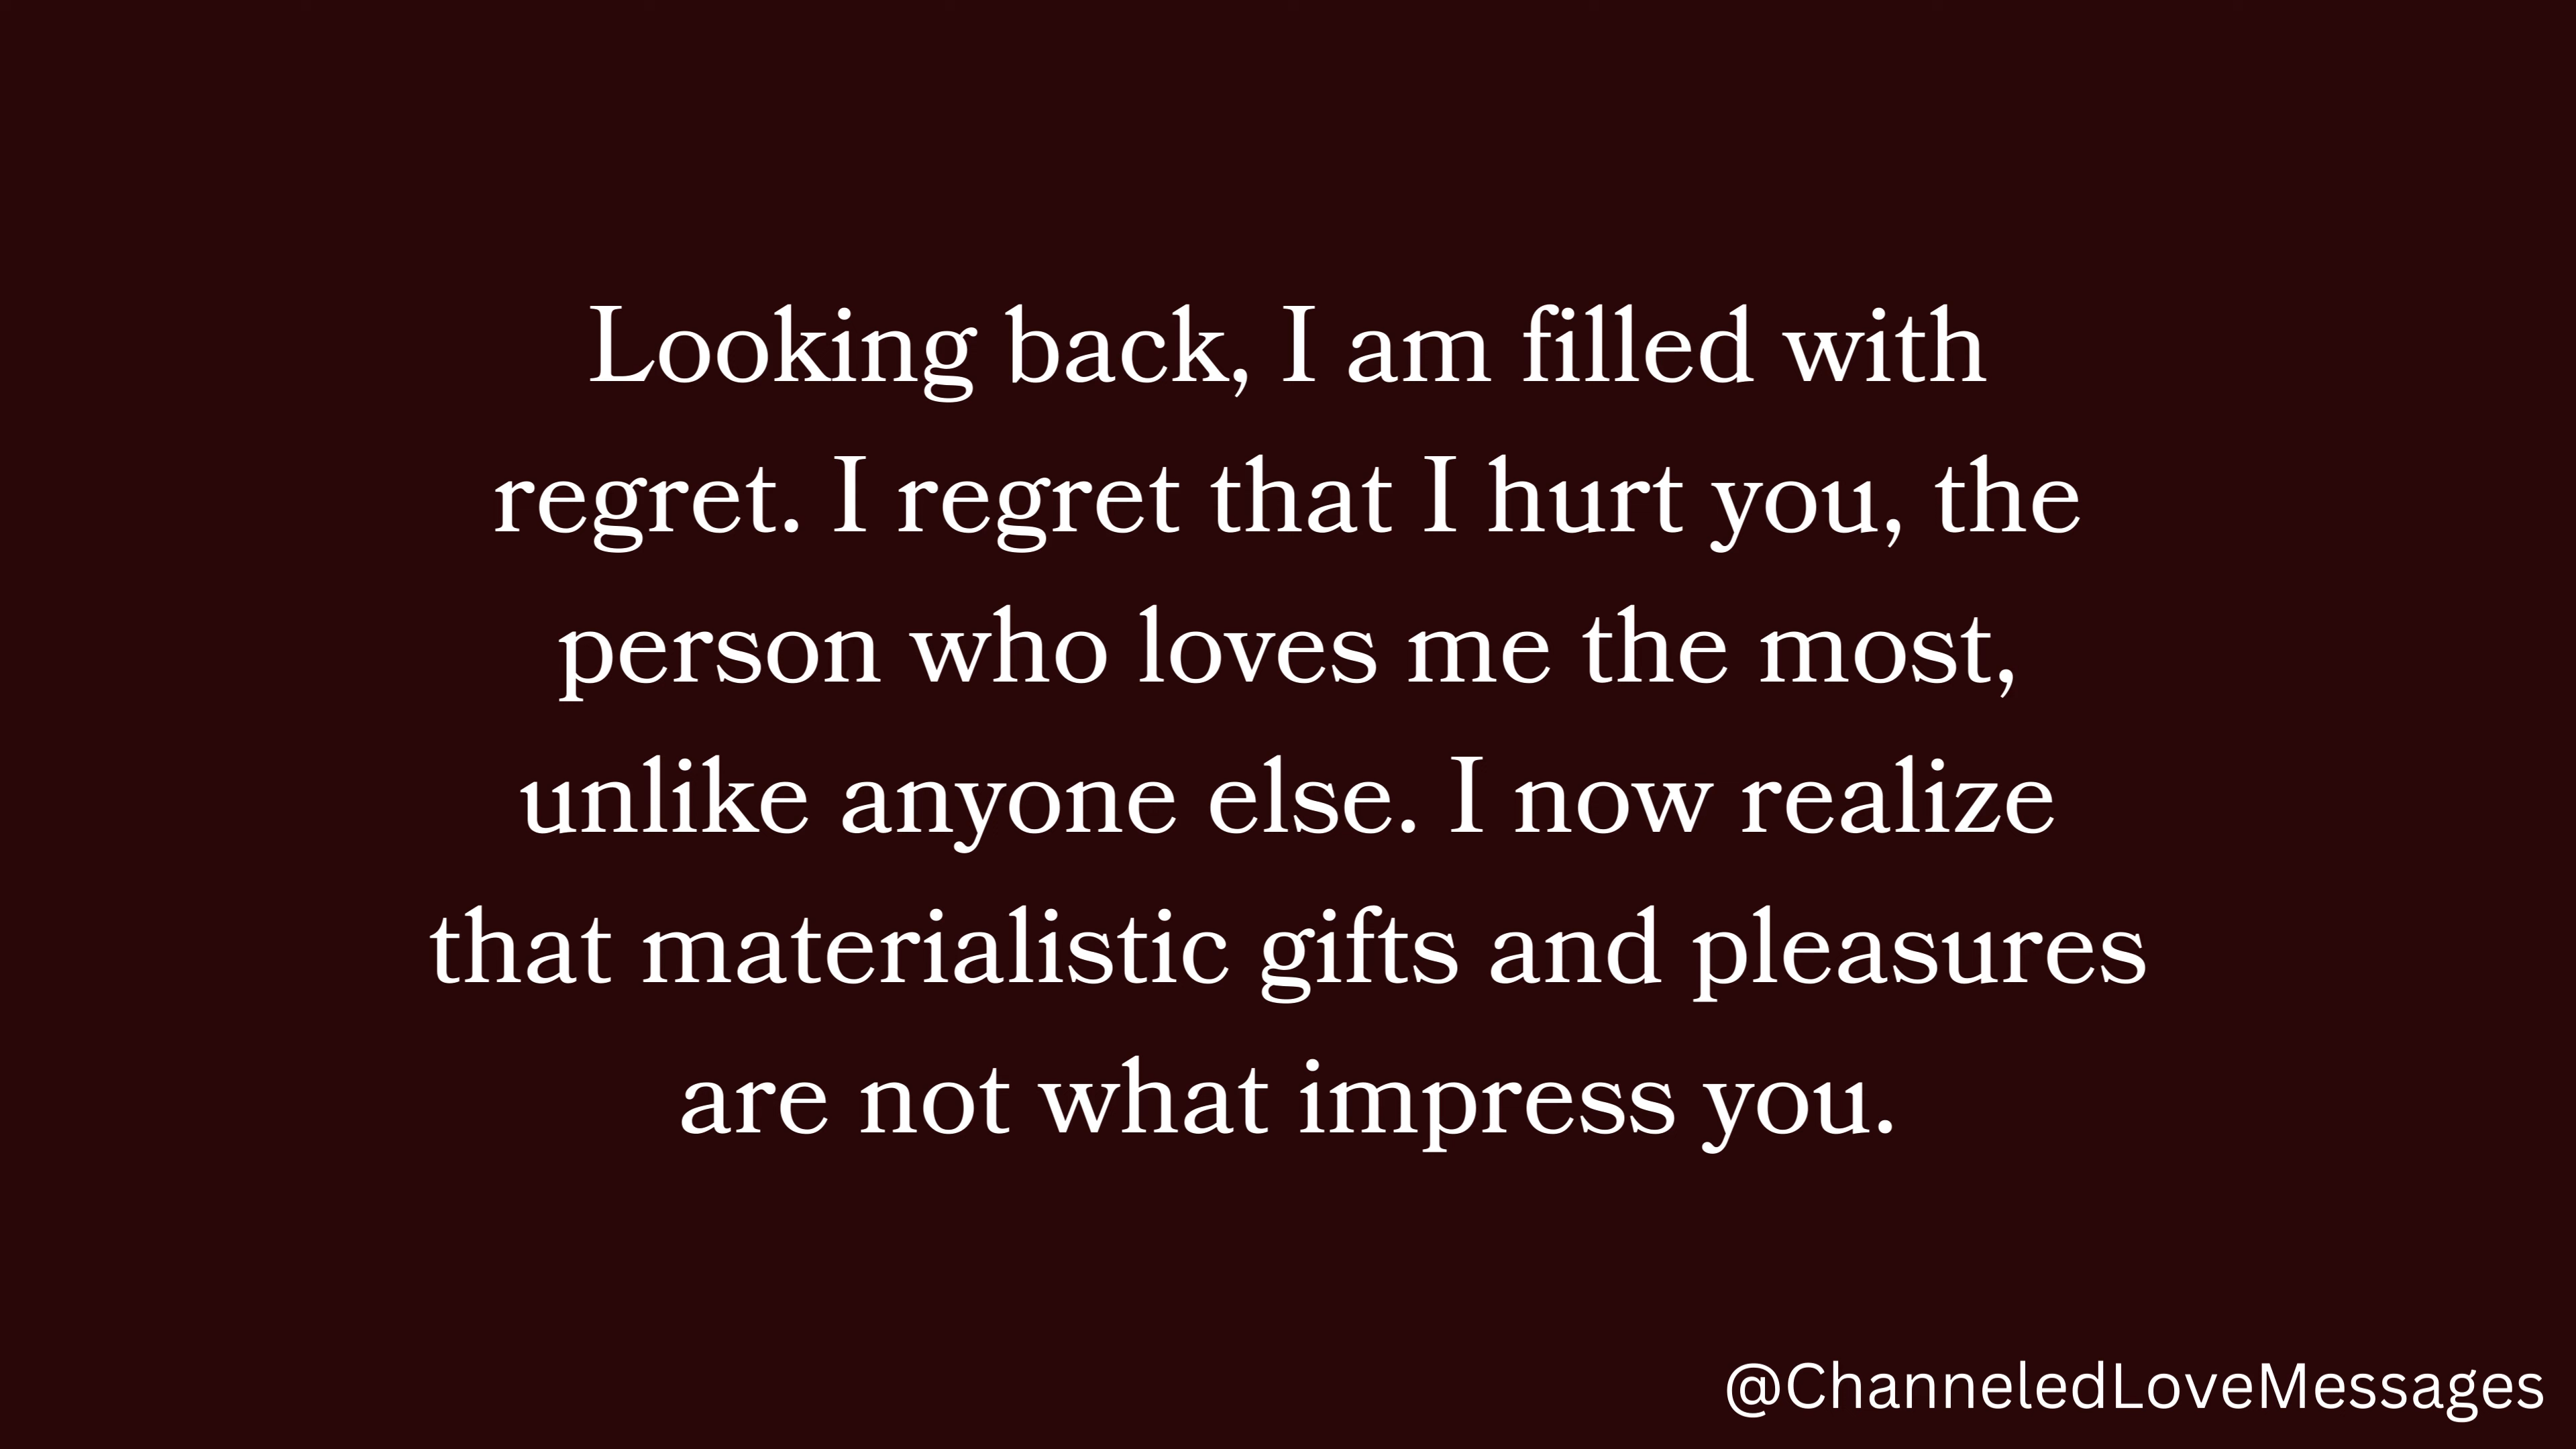 Looking back, I am filled with
regret. I regret that I hurt you, the
person who loves me the most,
unlike anyone else. I now realize
that materialistic gifts and pleasures
are not what impress you.
@ChanneledLoveMessages